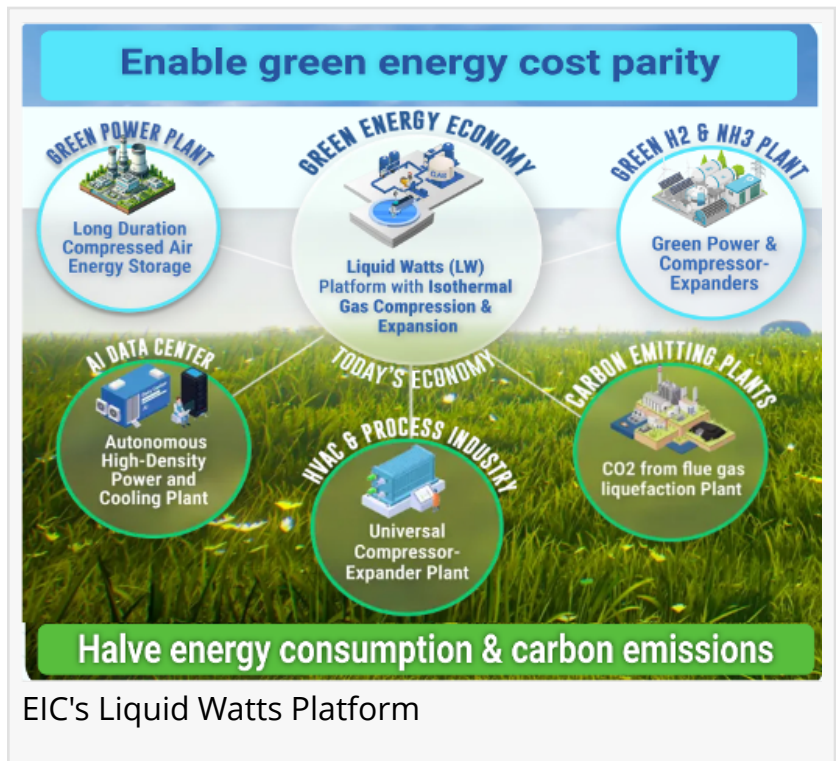 Enable green energy cost parity
GREEN POWER PLANT
Long Duration
Compressed Air
Energy Storage
GREEN ENERGY ECONOMY
Liquid Watts (LW)
Platform with Isothermal
Gas Compression &
Expansion
TODAY'S ECONOMY
GREEN H2 & NH3 PLANT
Green Power &
Compressor-
Expanders
AI DATA CENTER
Autonomous
High-Density
Power and
Cooling Plant
HVAC & PROCESS INDUSTRY
Universal
Compressor-
Expander Plant
CARBON EMITTING PLANTS
CO2 from flue gas
liquefaction Plant
Halve energy consumption & carbon emissions
EIC's Liquid Watts Platform